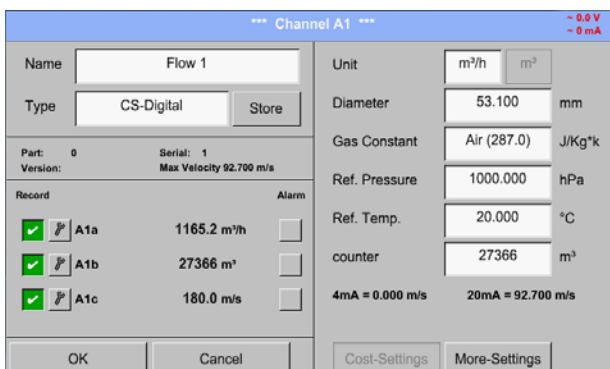 *** Channel A1 ***
~ 0.0 V
~ 0 mA
Name
Flow 1
Type
CS-Digital
Store
Part: 0
Serial: 1
Version:
Max Velocity 92.700 m/s
Record
Alarm
A1a
1165.2 m³/h
A1b
27366 m³
A1c
180.0 m/s
OK
Cancel
Unit
m³/h
m³
Diameter
53.100
mm
Gas Constant
Air (287.0)
J/Kg*k
Ref. Pressure
1000.000
hPa
Ref. Temp.
20.000
°C
counter
27366
m³
4mA = 0.000 m/s
20mA = 92.700 m/s
Cost-Settings
More-Settings